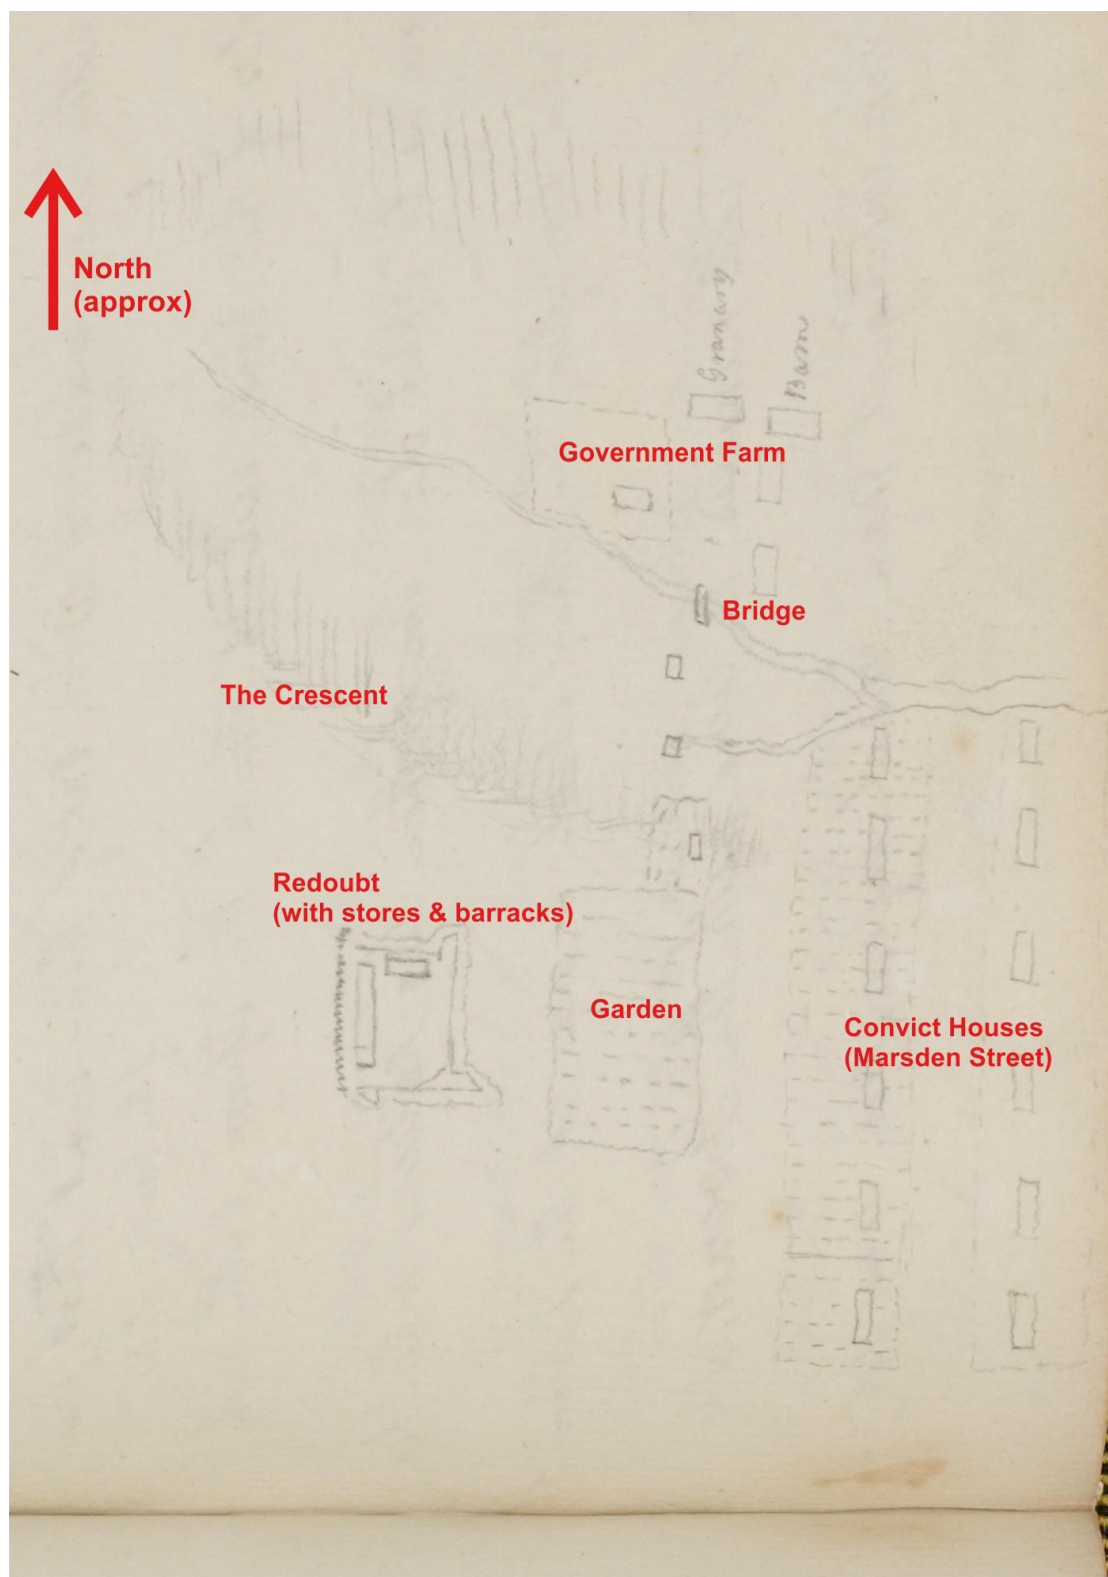 North
(approx)
Granary
Barn
Government Farm
Bridge
The Crescent
Redoubt
(with stores & barracks)
Garden
Convict Houses
(Marsden Street)